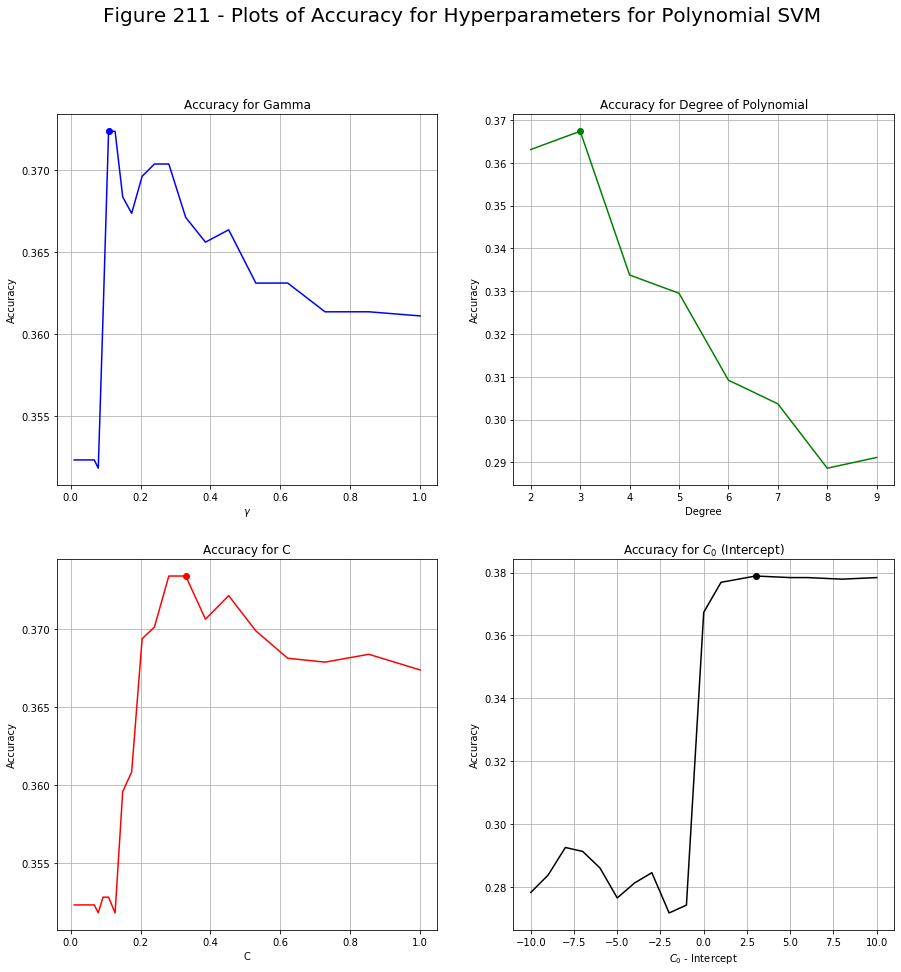 Figure 211 - Plots of Accuracy for Hyperparameters for Polynomial SVM
Accuracy for Gamma
0.370
0.365
0.360
0.355
Accuracy
0.0 0.2 0.4 0.6 0.8 1.0
γ
Accuracy for Degree of Polynomial
0.37
0.36
0.35
0.34
0.33
0.32
0.31
0.30
0.29
Accuracy
2 3 4 5 6 7 8 9
Degree
Accuracy for C
0.370
0.365
0.360
0.355
Accuracy
0.0 0.2 0.4 0.6 0.8 1.0
C
Accuracy for C₀ (Intercept)
0.38
0.36
0.34
0.32
0.30
0.28
Accuracy
−10.0 −7.5 −5.0 −2.5 0.0 2.5 5.0 7.5 10.0
C₀ - Intercept